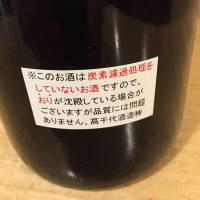 ※このお酒は炭素濾過処理を
していないお酒ですので、
おりが沈殿している場合が
ございますが品質には問題
ありません。髙千代酒造㈱